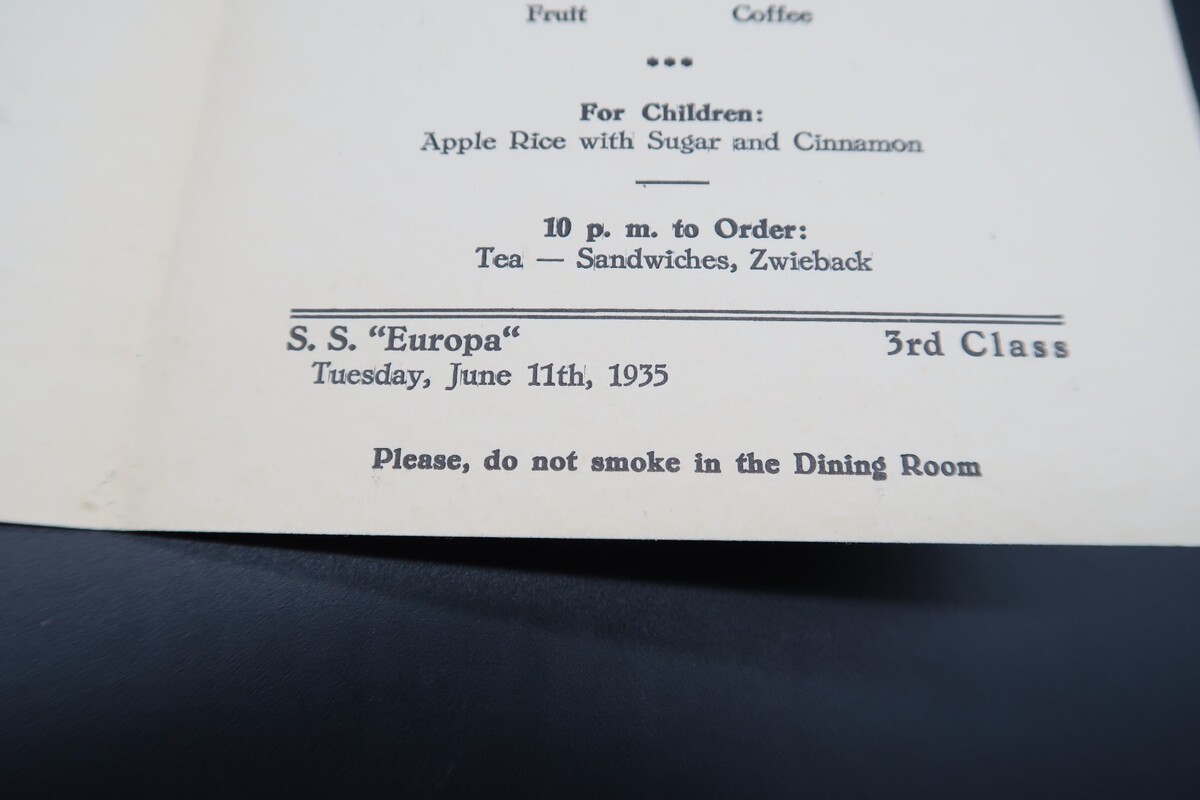 Fruit Coffee
•••
For Children:
Apple Rice with Sugar and Cinnamon
10 p. m. to Order:
Tea — Sandwiches, Zwieback
S. S. “Europa“ 3rd Class
Tuesday, June 11th, 1935
Please, do not smoke in the Dining Room